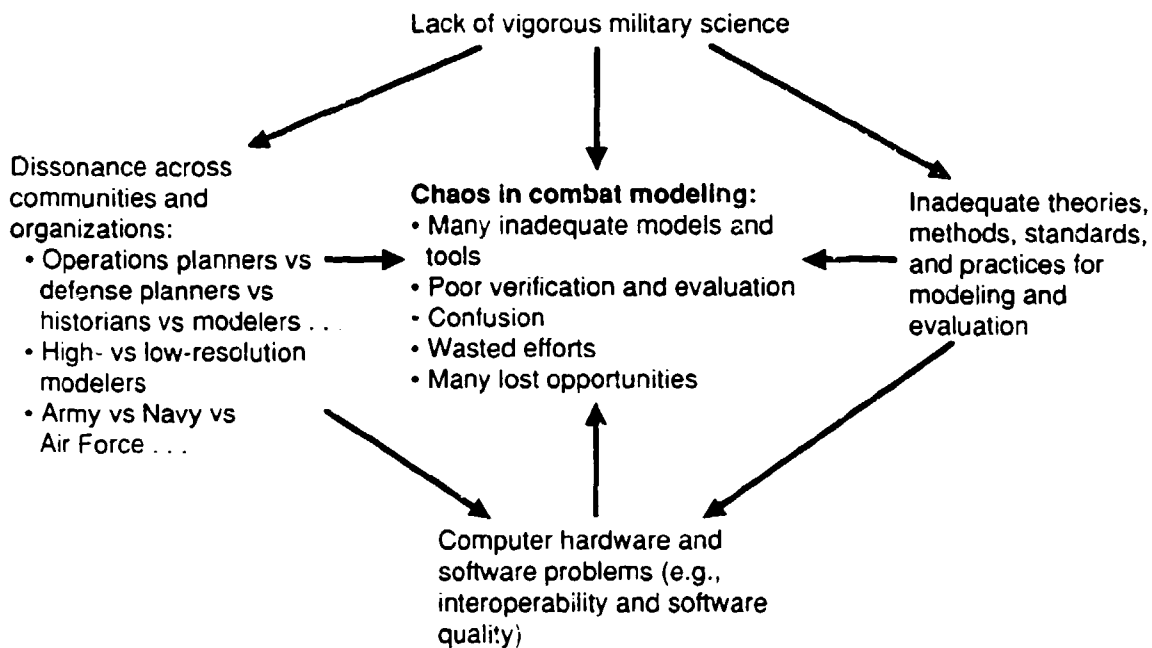 Lack of vigorous military science
Dissonance across
communities and
organizations:
• Operations planners vs
defense planners vs
historians vs modelers . . .
• High- vs low-resolution
modelers
• Army vs Navy vs
Air Force . . .
Chaos in combat modeling:
• Many inadequate models and
tools
• Poor verification and evaluation
• Confusion
• Wasted efforts
• Many lost opportunities
Inadequate theories,
methods, standards,
and practices for
modeling and
evaluation
Computer hardware and
software problems (e.g.,
interoperability and software
quality)